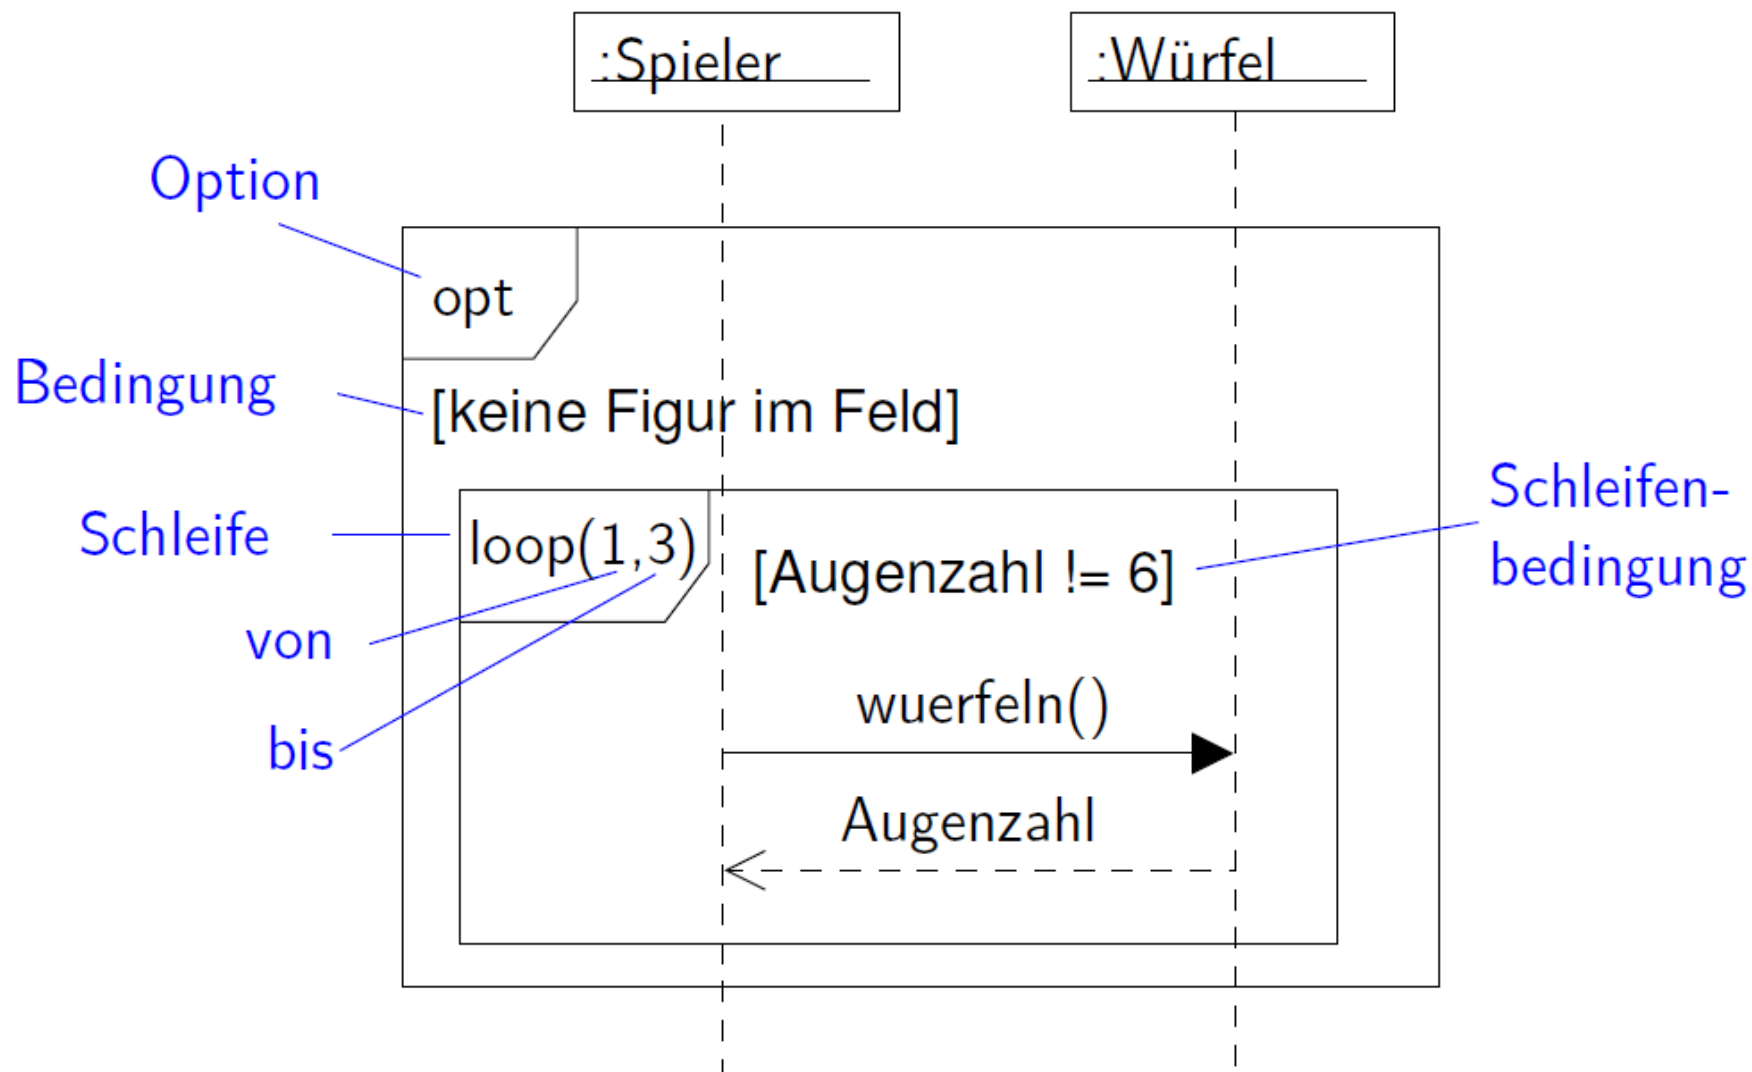 :Spieler
:Würfel
Option
opt
Bedingung
[keine Figur im Feld]
Schleife
loop(1,3)
[Augenzahl != 6]
Schleifen-
bedingung
von
bis
wuerfeln()
Augenzahl